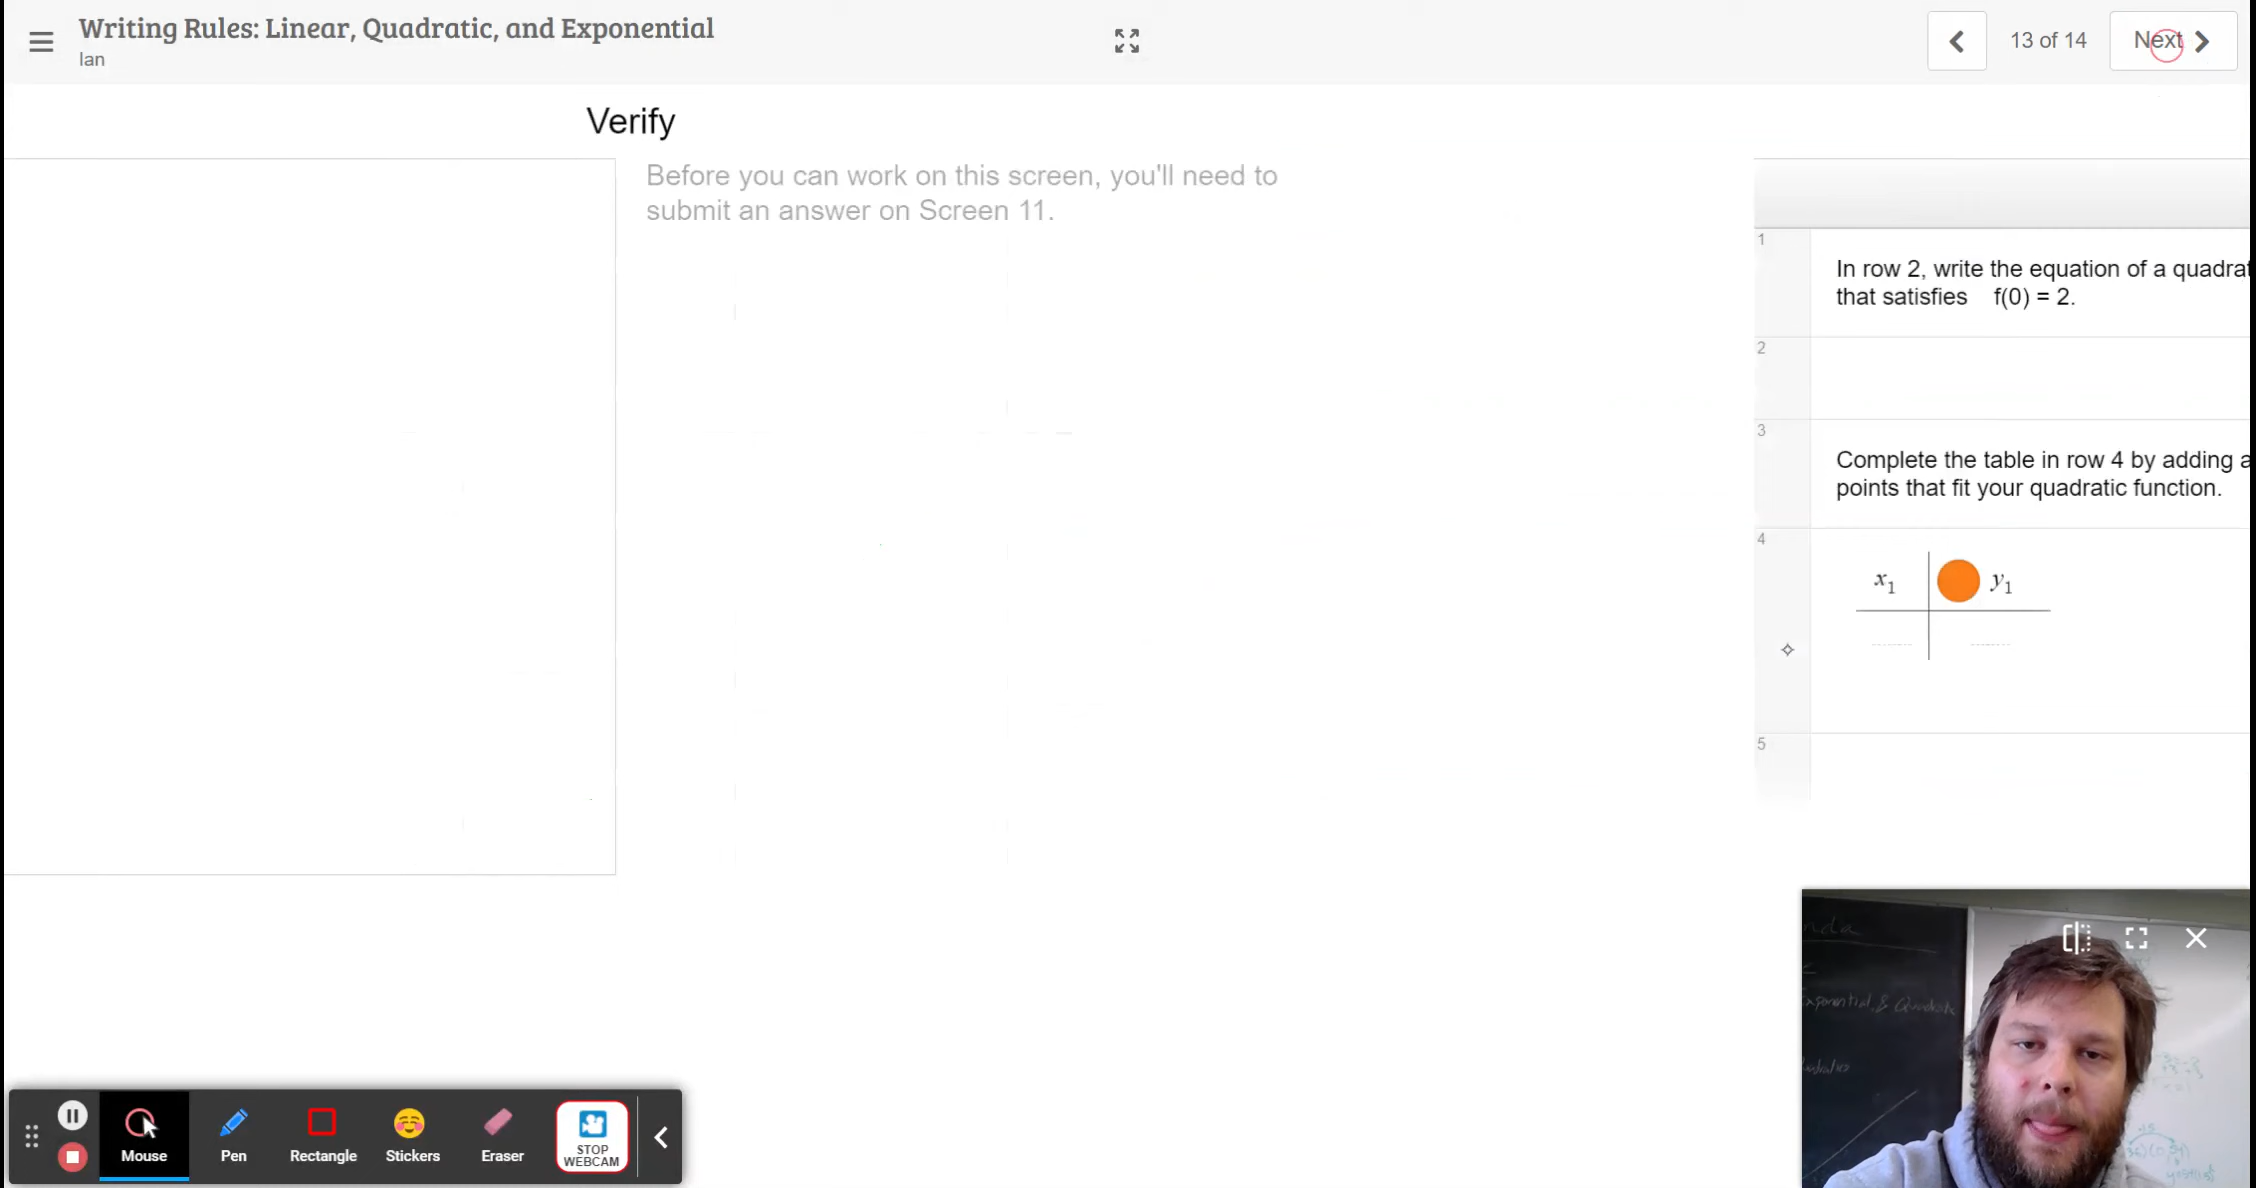 Writing Rules: Linear, Quadratic, and Exponential
Ian
13 of 14
Next
Verify
Before you can work on this screen, you'll need to
submit an answer on Screen 11.
1
In row 2, write the equation of a quadrat
that satisfies f(0) = 2.
2
3
Complete the table in row 4 by adding a
points that fit your quadratic function.
4
x₁ y₁
5
nda
xponential, & Quadratic
Mouse
Pen
Rectangle
Stickers
Eraser
STOP
WEBCAM